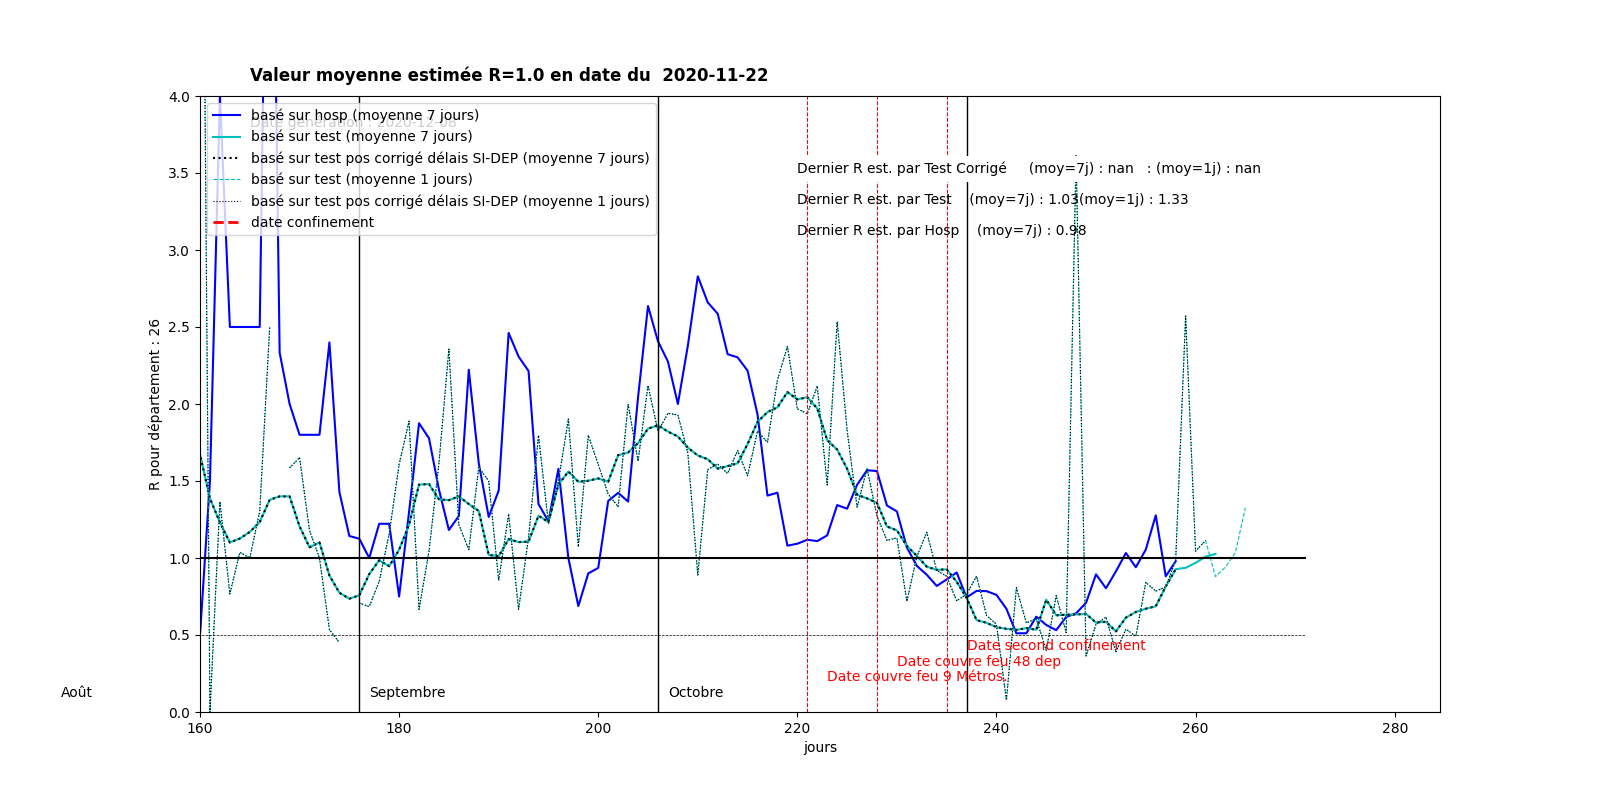 Valeur moyenne estimée R=1.0 en date du  2020-11-22
Date génération : 2020-12-08
basé sur hosp (moyenne 7 jours)
basé sur test (moyenne 7 jours)
basé sur test pos corrigé délais SI-DEP (moyenne 7 jours)
basé sur test (moyenne 1 jours)
basé sur test pos corrigé délais SI-DEP (moyenne 1 jours)
date confinement
Dernier R est. par Test Corrigé     (moy=7j) : nan   : (moy=1j) : nan
Dernier R est. par Test    (moy=7j) : 1.03(moy=1j) : 1.33
Dernier R est. par Hosp    (moy=7j) : 0.98
4.0
3.5
3.0
2.5
2.0
1.5
1.0
0.5
0.0
R pour département : 26
Date second confinement
Date couvre feu 48 dep
Date couvre feu 9 Métros
Août
Septembre
Octobre
160
180
200
220
240
260
280
jours